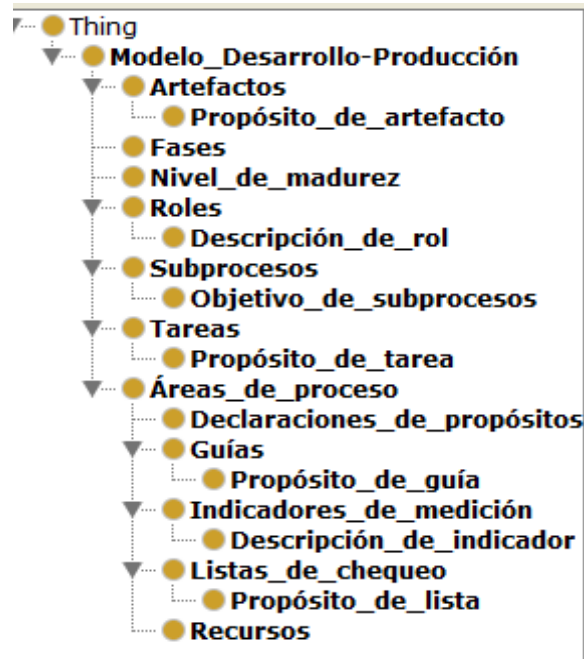 Thing
Modelo_Desarrollo-Producción
Artefactos
Propósito_de_artefacto
Fases
Nivel_de_madurez
Roles
Descripción_de_rol
Subprocesos
Objetivo_de_subprocesos
Tareas
Propósito_de_tarea
Áreas_de_proceso
Declaraciones_de_propósitos
Guías
Propósito_de_guía
Indicadores_de_medición
Descripción_de_indicador
Listas_de_chequeo
Propósito_de_lista
Recursos